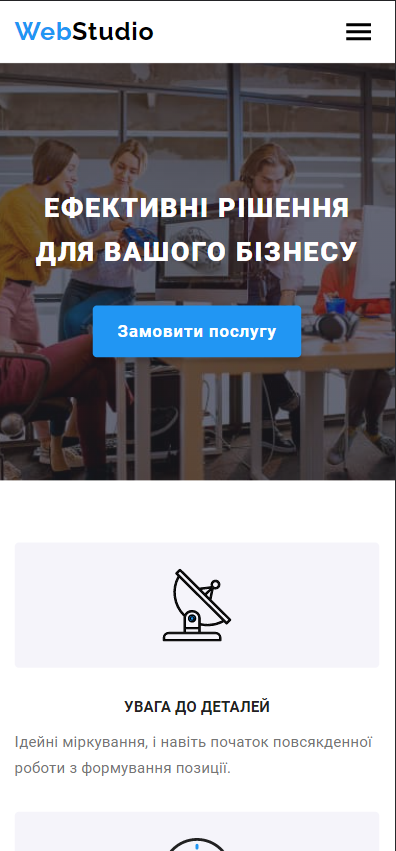 WebStudio
ЕФЕКТИВНІ РІШЕННЯ
ДЛЯ ВАШОГО БІЗНЕСУ
Замовити послугу
УВАГА ДО ДЕТАЛЕЙ
Ідейні міркування, і навіть початок повсякденної
роботи з формування позиції.